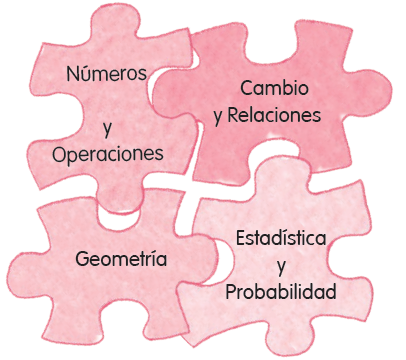 Números
y
Operaciones
Cambio
y Relaciones
Geometría
Estadística
y
Probabilidad